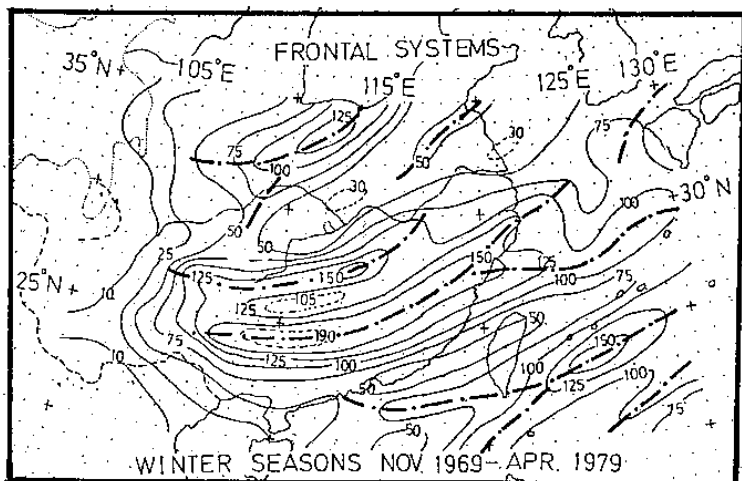 FRONTAL SYSTEMS
35°N 105°E 115°E 125°E 130°E
125 75
30
75 100 50
30
50 50 100 30°N
25 150
25°N 125 150 125
10 105 100 75
125
75 190 50
10 125 100 150
50 100 125 100
50 75
WINTER SEASONS NOV. 1969-APR. 1979